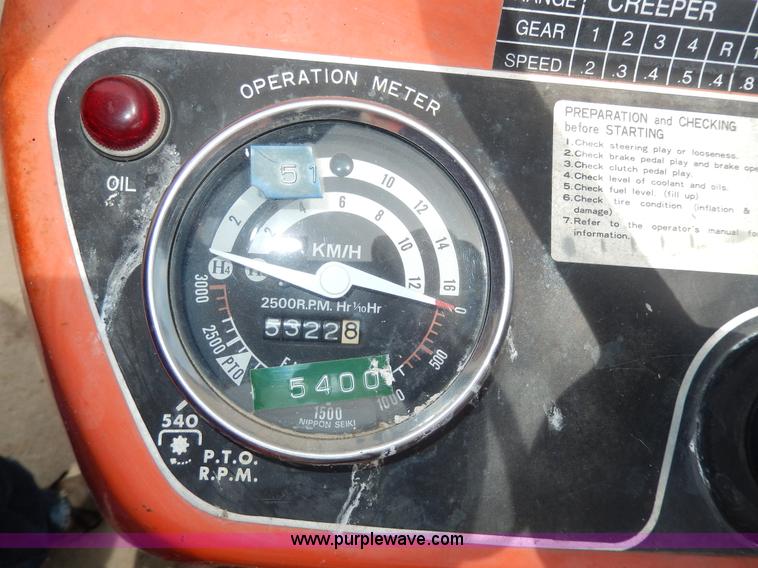 CREEPER
GEAR 1 2 3 4 R
SPEED .2 .3 .4 .5 .4 .8
OPERATION METER
OIL
PREPARATION and CHECKING
before STARTING
1. Check steering play or looseness.
2. Check brake pedal play and brake ope
3. Check clutch pedal play.
4. Check level of coolant and oils.
5. Check fuel level. (fill up)
6. Check tire condition (inflation &
damage)
7. Refer to the operator's manual for
information.
51
2 10 12 14 16
2 4 6 8 10 12
KM/H
H4
2500R.P.M. Hr 1/10Hr
53228
5400
3000 2500 PTO 1500 1000 500 0
NIPPON SEIKI
540
P.T.O.
R.P.M.
www.purplewave.com